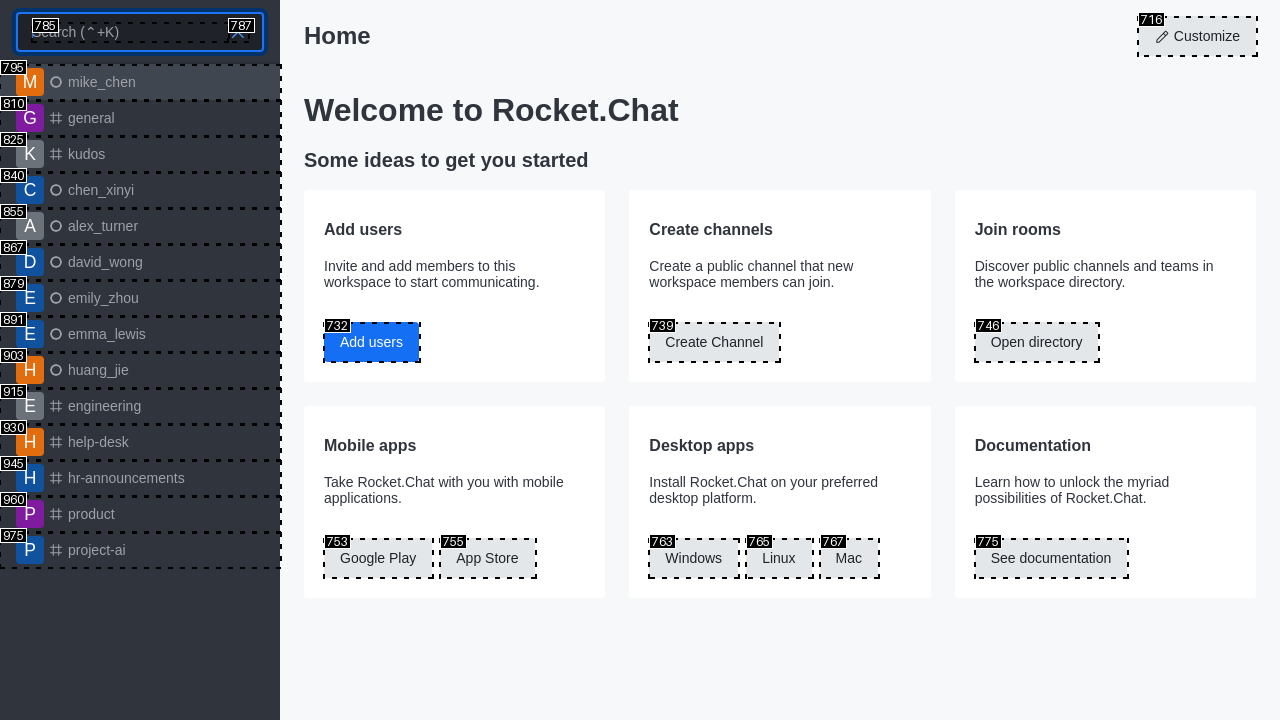 785
787
Search (⌃+K)
Home
716
Customize
795
M
mike_chen
810
G
general
825
K
kudos
840
C
chen_xinyi
855
A
alex_turner
867
D
david_wong
879
E
emily_zhou
891
E
emma_lewis
903
H
huang_jie
915
E
engineering
930
H
help-desk
945
H
hr-announcements
960
P
product
975
P
project-ai
Welcome to Rocket.Chat
Some ideas to get you started
Add users
Invite and add members to this
workspace to start communicating.
732
Add users
Create channels
Create a public channel that new
workspace members can join.
739
Create Channel
Join rooms
Discover public channels and teams in
the workspace directory.
746
Open directory
Mobile apps
Take Rocket.Chat with you with mobile
applications.
753
Google Play
755
App Store
Desktop apps
Install Rocket.Chat on your preferred
desktop platform.
763
Windows
765
Linux
767
Mac
Documentation
Learn how to unlock the myriad
possibilities of Rocket.Chat.
775
See documentation